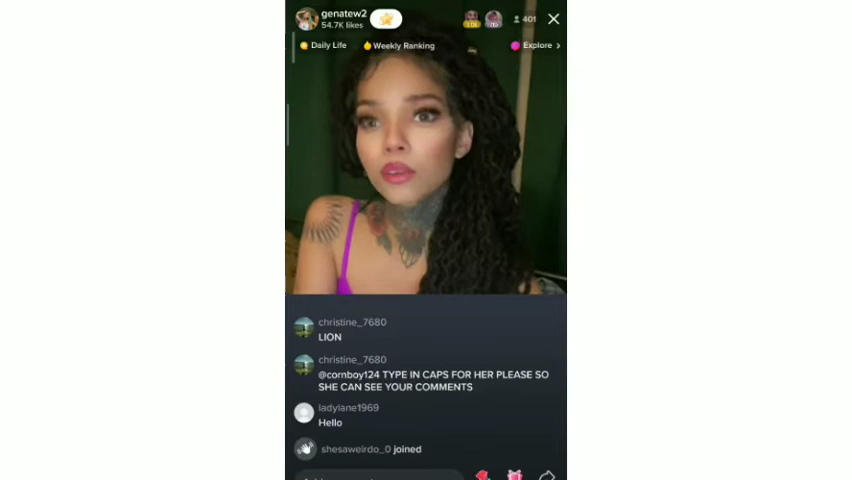 genatew2
54.7K likes
401
Daily Life
Weekly Ranking
Explore >
christine_7680
LION
christine_7680
@cornboy124 TYPE IN CAPS FOR HER PLEASE SO
SHE CAN SEE YOUR COMMENTS
ladylane1969
Hello
shesaweirdo_0 joined